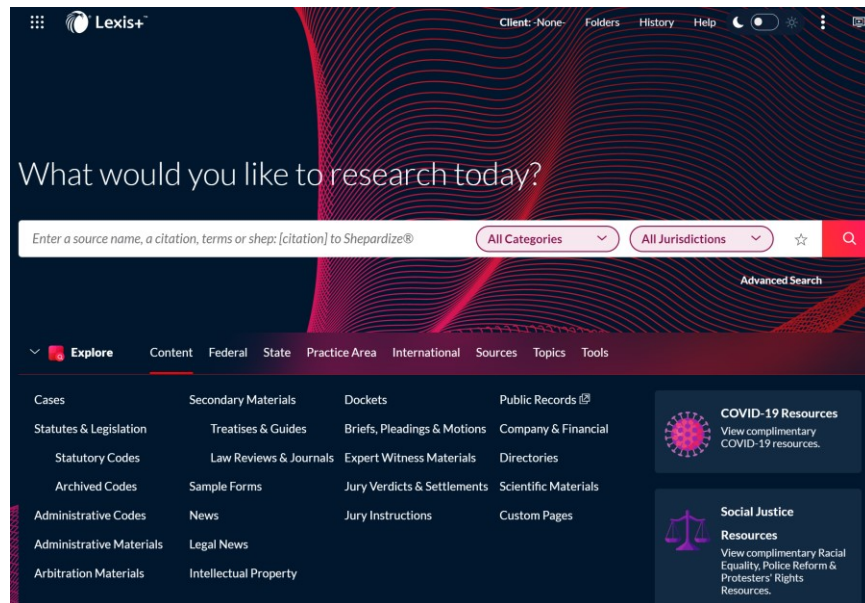 Lexis+™
Client: -None- Folders History Help
What would you like to research today?
Enter a source name, a citation, terms or shep: [citation] to Shepardize®
All Categories
All Jurisdictions
Advanced Search
Explore Content Federal State Practice Area International Sources Topics Tools
Cases
Statutes & Legislation
Statutory Codes
Archived Codes
Administrative Codes
Administrative Materials
Arbitration Materials
Secondary Materials
Treatises & Guides
Law Reviews & Journals
Sample Forms
News
Legal News
Intellectual Property
Dockets
Briefs, Pleadings & Motions
Expert Witness Materials
Jury Verdicts & Settlements
Jury Instructions
Public Records
Company & Financial
Directories
Scientific Materials
Custom Pages
COVID-19 Resources
View complimentary
COVID-19 resources.
Social Justice
Resources
View complimentary Racial
Equality, Police Reform &
Protesters' Rights
Resources.